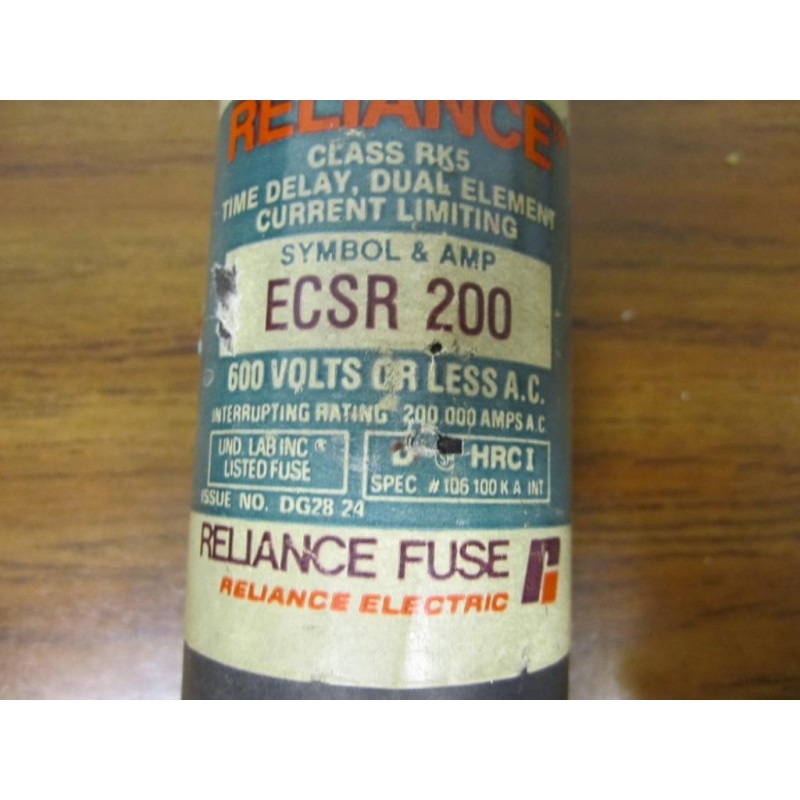 RELIANCE®
CLASS RK5
TIME DELAY, DUAL ELEMENT
CURRENT LIMITING
SYMBOL & AMP
ECSR 200
600 VOLTS OR LESS A.C.
INTERRUPTING RATING 200 000 AMPS A.C.
UND. LAB INC ®
LISTED FUSE
D HRC I
SPEC #106 100 K A INT
ISSUE NO. DG28 24
RELIANCE FUSE
RELIANCE ELECTRIC